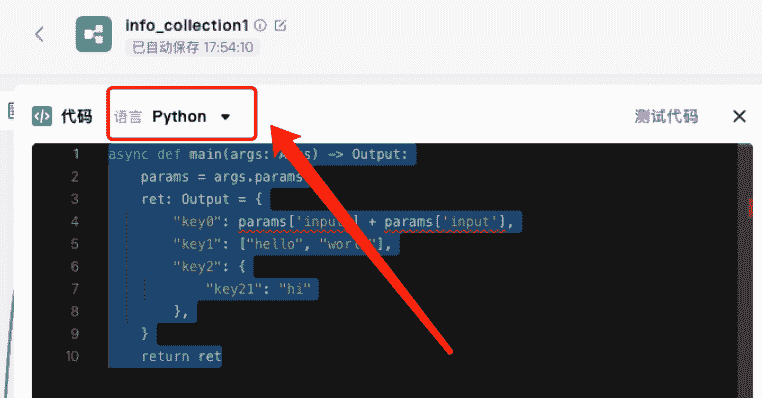 info_collection1
已自动保存 17:54:10
代码 语言 Python 测试代码
1 async def main(args: Args) -> Output:
2 params = args.params
3 ret: Output = {
4 "key0": params['input'] + params['input'],
5 "key1": ["hello", "world"],
6 "key2": {
7 "key21": "hi"
8 },
9 }
10 return ret